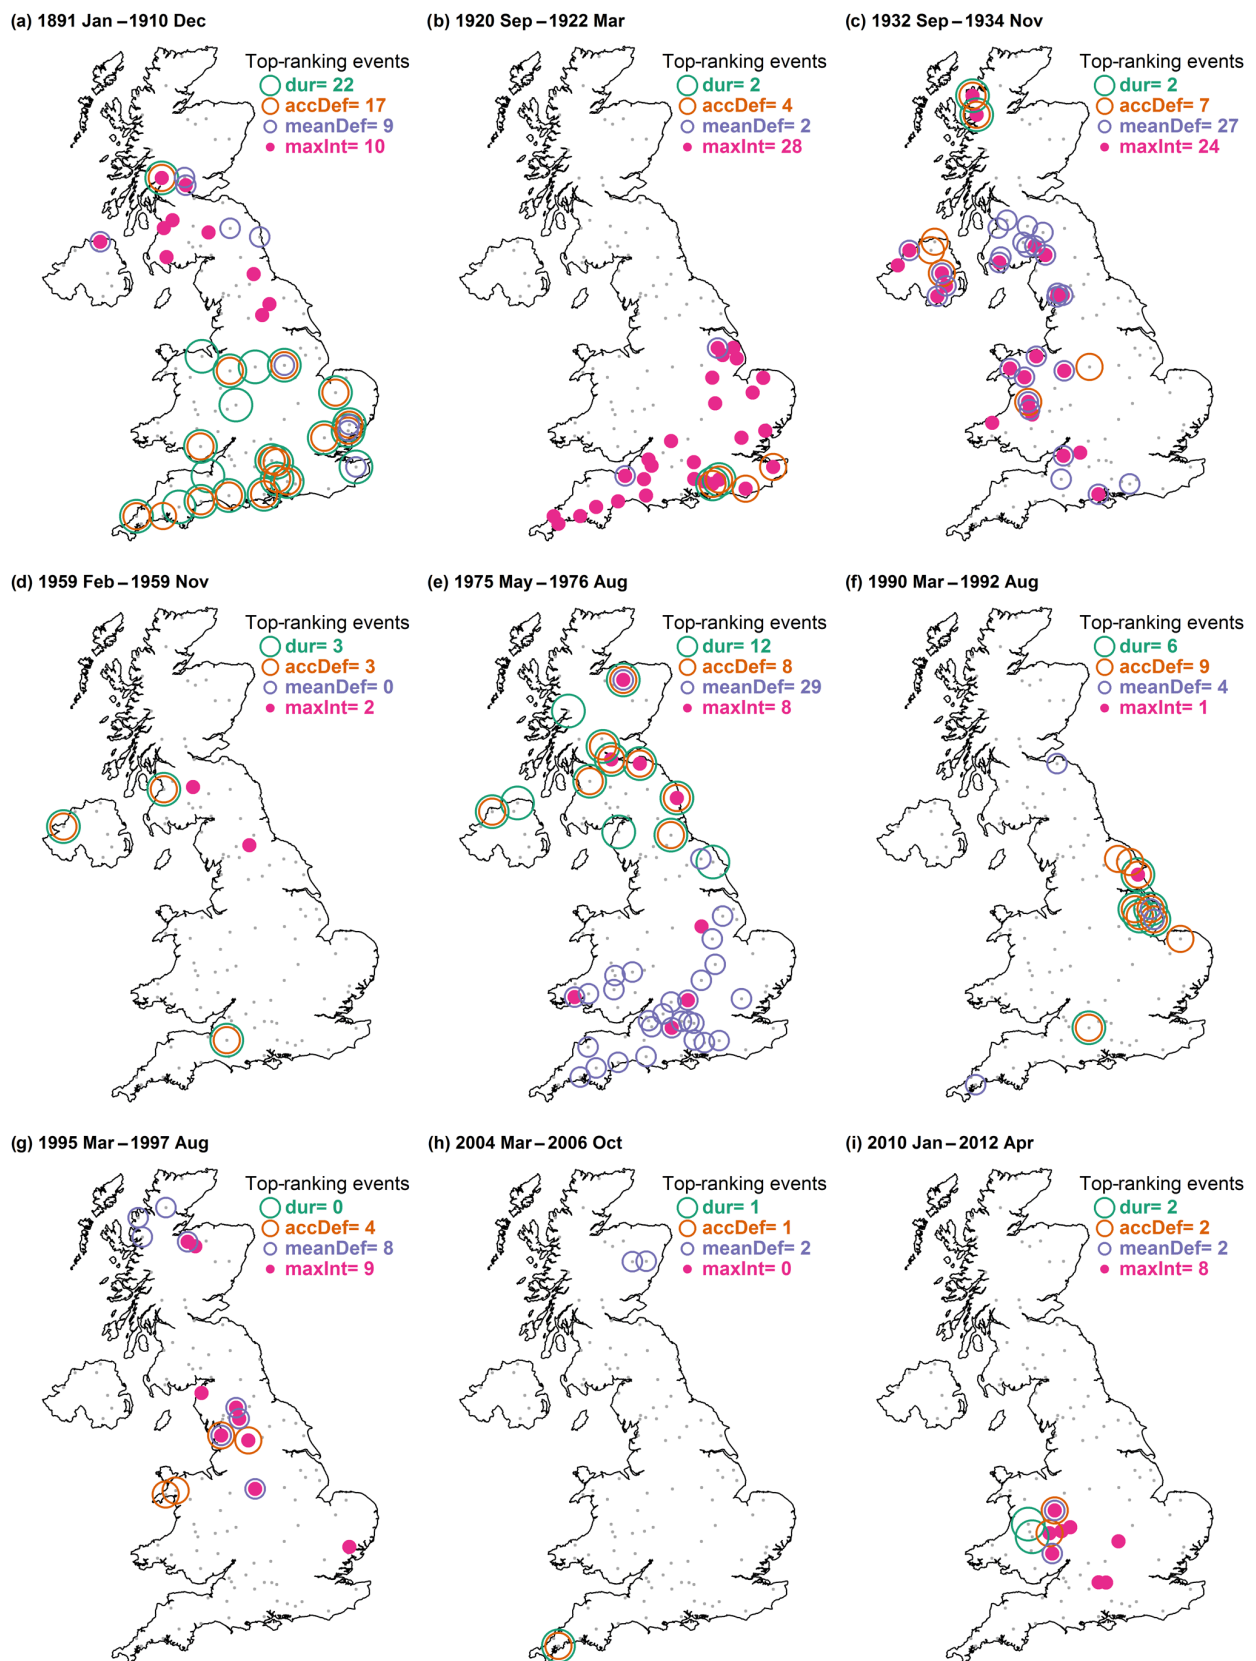 (a) 1891 Jan – 1910 Dec
Top-ranking events
dur= 22
accDef= 17
meanDef= 9
maxInt= 10
(b) 1920 Sep – 1922 Mar
Top-ranking events
dur= 2
accDef= 4
meanDef= 2
maxInt= 28
(c) 1932 Sep – 1934 Nov
Top-ranking events
dur= 2
accDef= 7
meanDef= 27
maxInt= 24
(d) 1959 Feb – 1959 Nov
Top-ranking events
dur= 3
accDef= 3
meanDef= 0
maxInt= 2
(e) 1975 May – 1976 Aug
Top-ranking events
dur= 12
accDef= 8
meanDef= 29
maxInt= 8
(f) 1990 Mar – 1992 Aug
Top-ranking events
dur= 6
accDef= 9
meanDef= 4
maxInt= 1
(g) 1995 Mar – 1997 Aug
Top-ranking events
dur= 0
accDef= 4
meanDef= 8
maxInt= 9
(h) 2004 Mar – 2006 Oct
Top-ranking events
dur= 1
accDef= 1
meanDef= 2
maxInt= 0
(i) 2010 Jan – 2012 Apr
Top-ranking events
dur= 2
accDef= 2
meanDef= 2
maxInt= 8